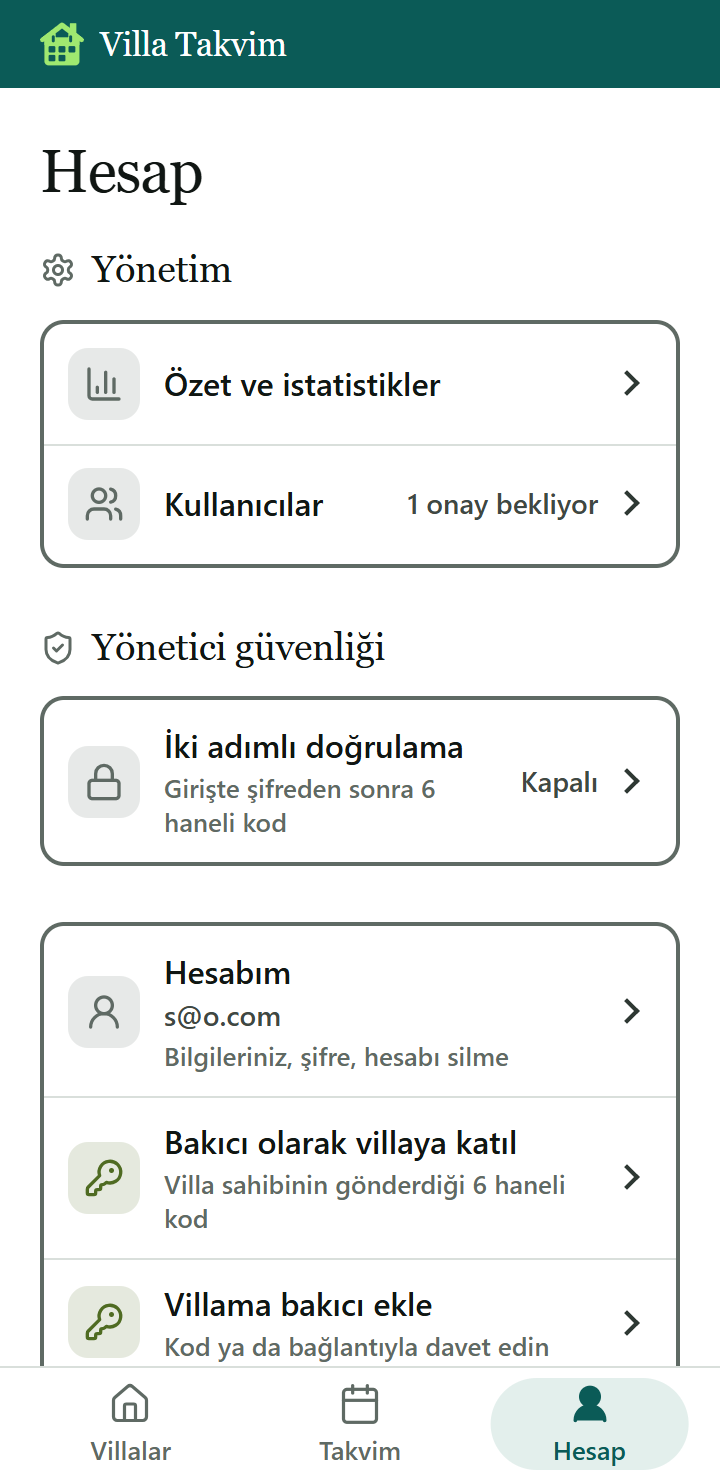 Villa Takvim
Hesap
Yönetim
Özet ve istatistikler
Kullanıcılar
1 onay bekliyor
Yönetici güvenliği
İki adımlı doğrulama
Girişte şifreden sonra 6
haneli kod
Kapalı
Hesabım
s@o.com
Bilgileriniz, şifre, hesabı silme
Bakıcı olarak villaya katıl
Villa sahibinin gönderdiği 6 haneli
kod
Villama bakıcı ekle
Kod ya da bağlantıyla davet edin
Villalar
Takvim
Hesap